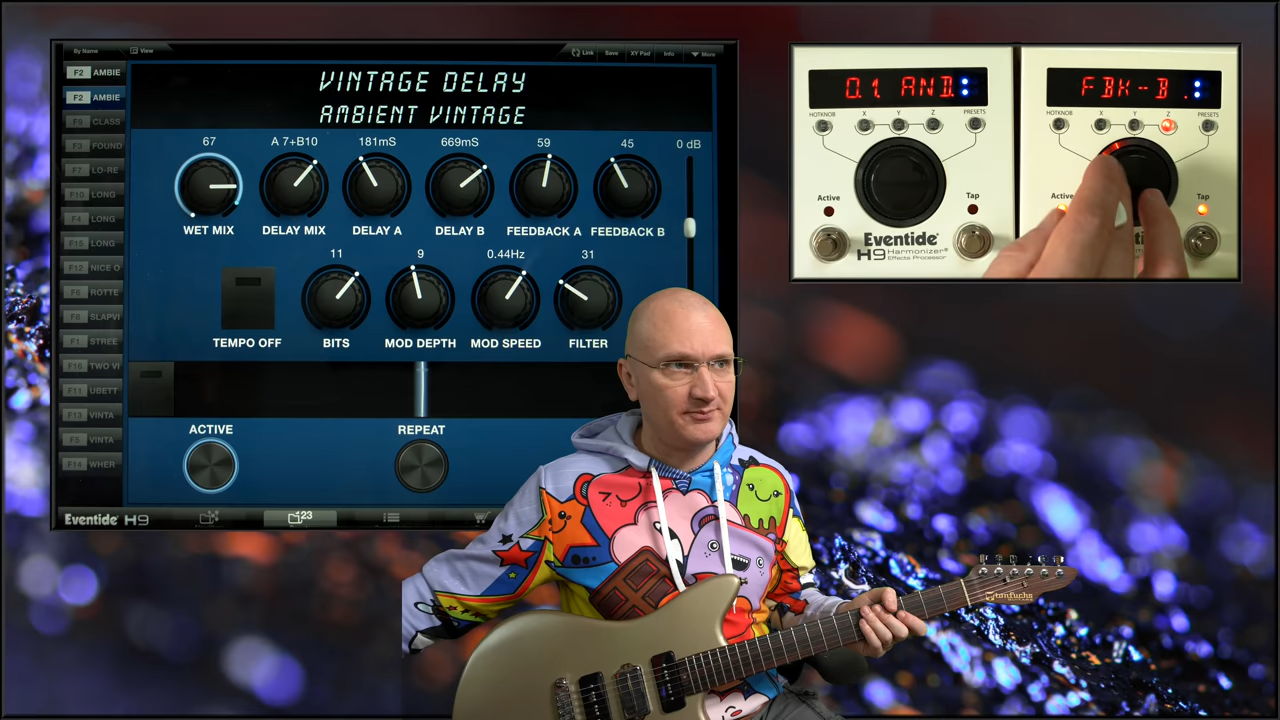 By Name
View
Link
Save
XY Pad
Info
More
F2 AMBIE
F2 AMBIE
F9 CLASS
F3 FOUND
F7 LO-RE
F10 LONG
F4 LONG
F15 LONG
F12 NICE O
F6 ROTTE
F8 SLAPVI
F1 STREE
F16 TWO VI
F11 UBETT
F13 VINTA
F5 VINTA
F14 WHER
VINTAGE DELAY
AMBIENT VINTAGE
67 A 7+B10 181mS 669mS 59 45 0 dB
WET MIX DELAY MIX DELAY A DELAY B FEEDBACK A FEEDBACK B
11 9 0.44Hz 31
TEMPO OFF BITS MOD DEPTH MOD SPEED FILTER
ACTIVE REPEAT
Eventide H9
123
0.1 AND
HOTKNOB X Y Z PRESETS
Active Tap
Eventide®
H9 Harmonizer®
Effects Processor
FBK-B
HOTKNOB X Y Z PRESETS
Active Tap
tonfuchs